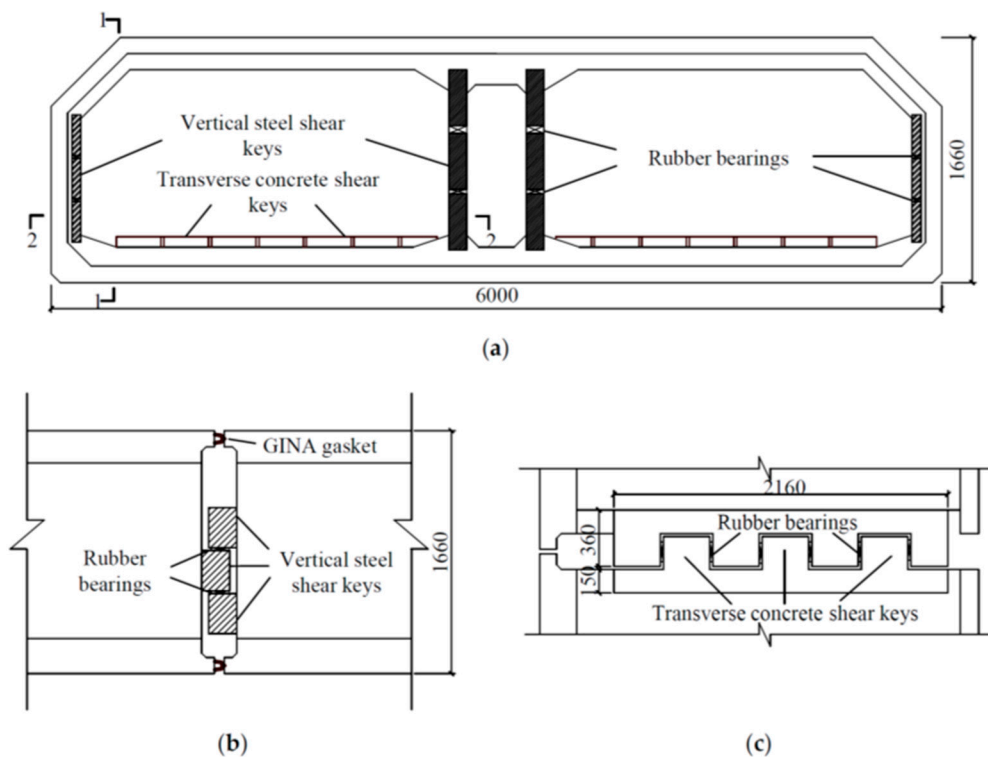 1
Vertical steel shear
keys
Transverse concrete shear
keys
Rubber bearings
1660
2
2
1
6000
(a)
GINA gasket
Rubber
bearings
Vertical steel
shear keys
1660
(b)
2160
Rubber bearings
360
150
Transverse concrete shear keys
(c)